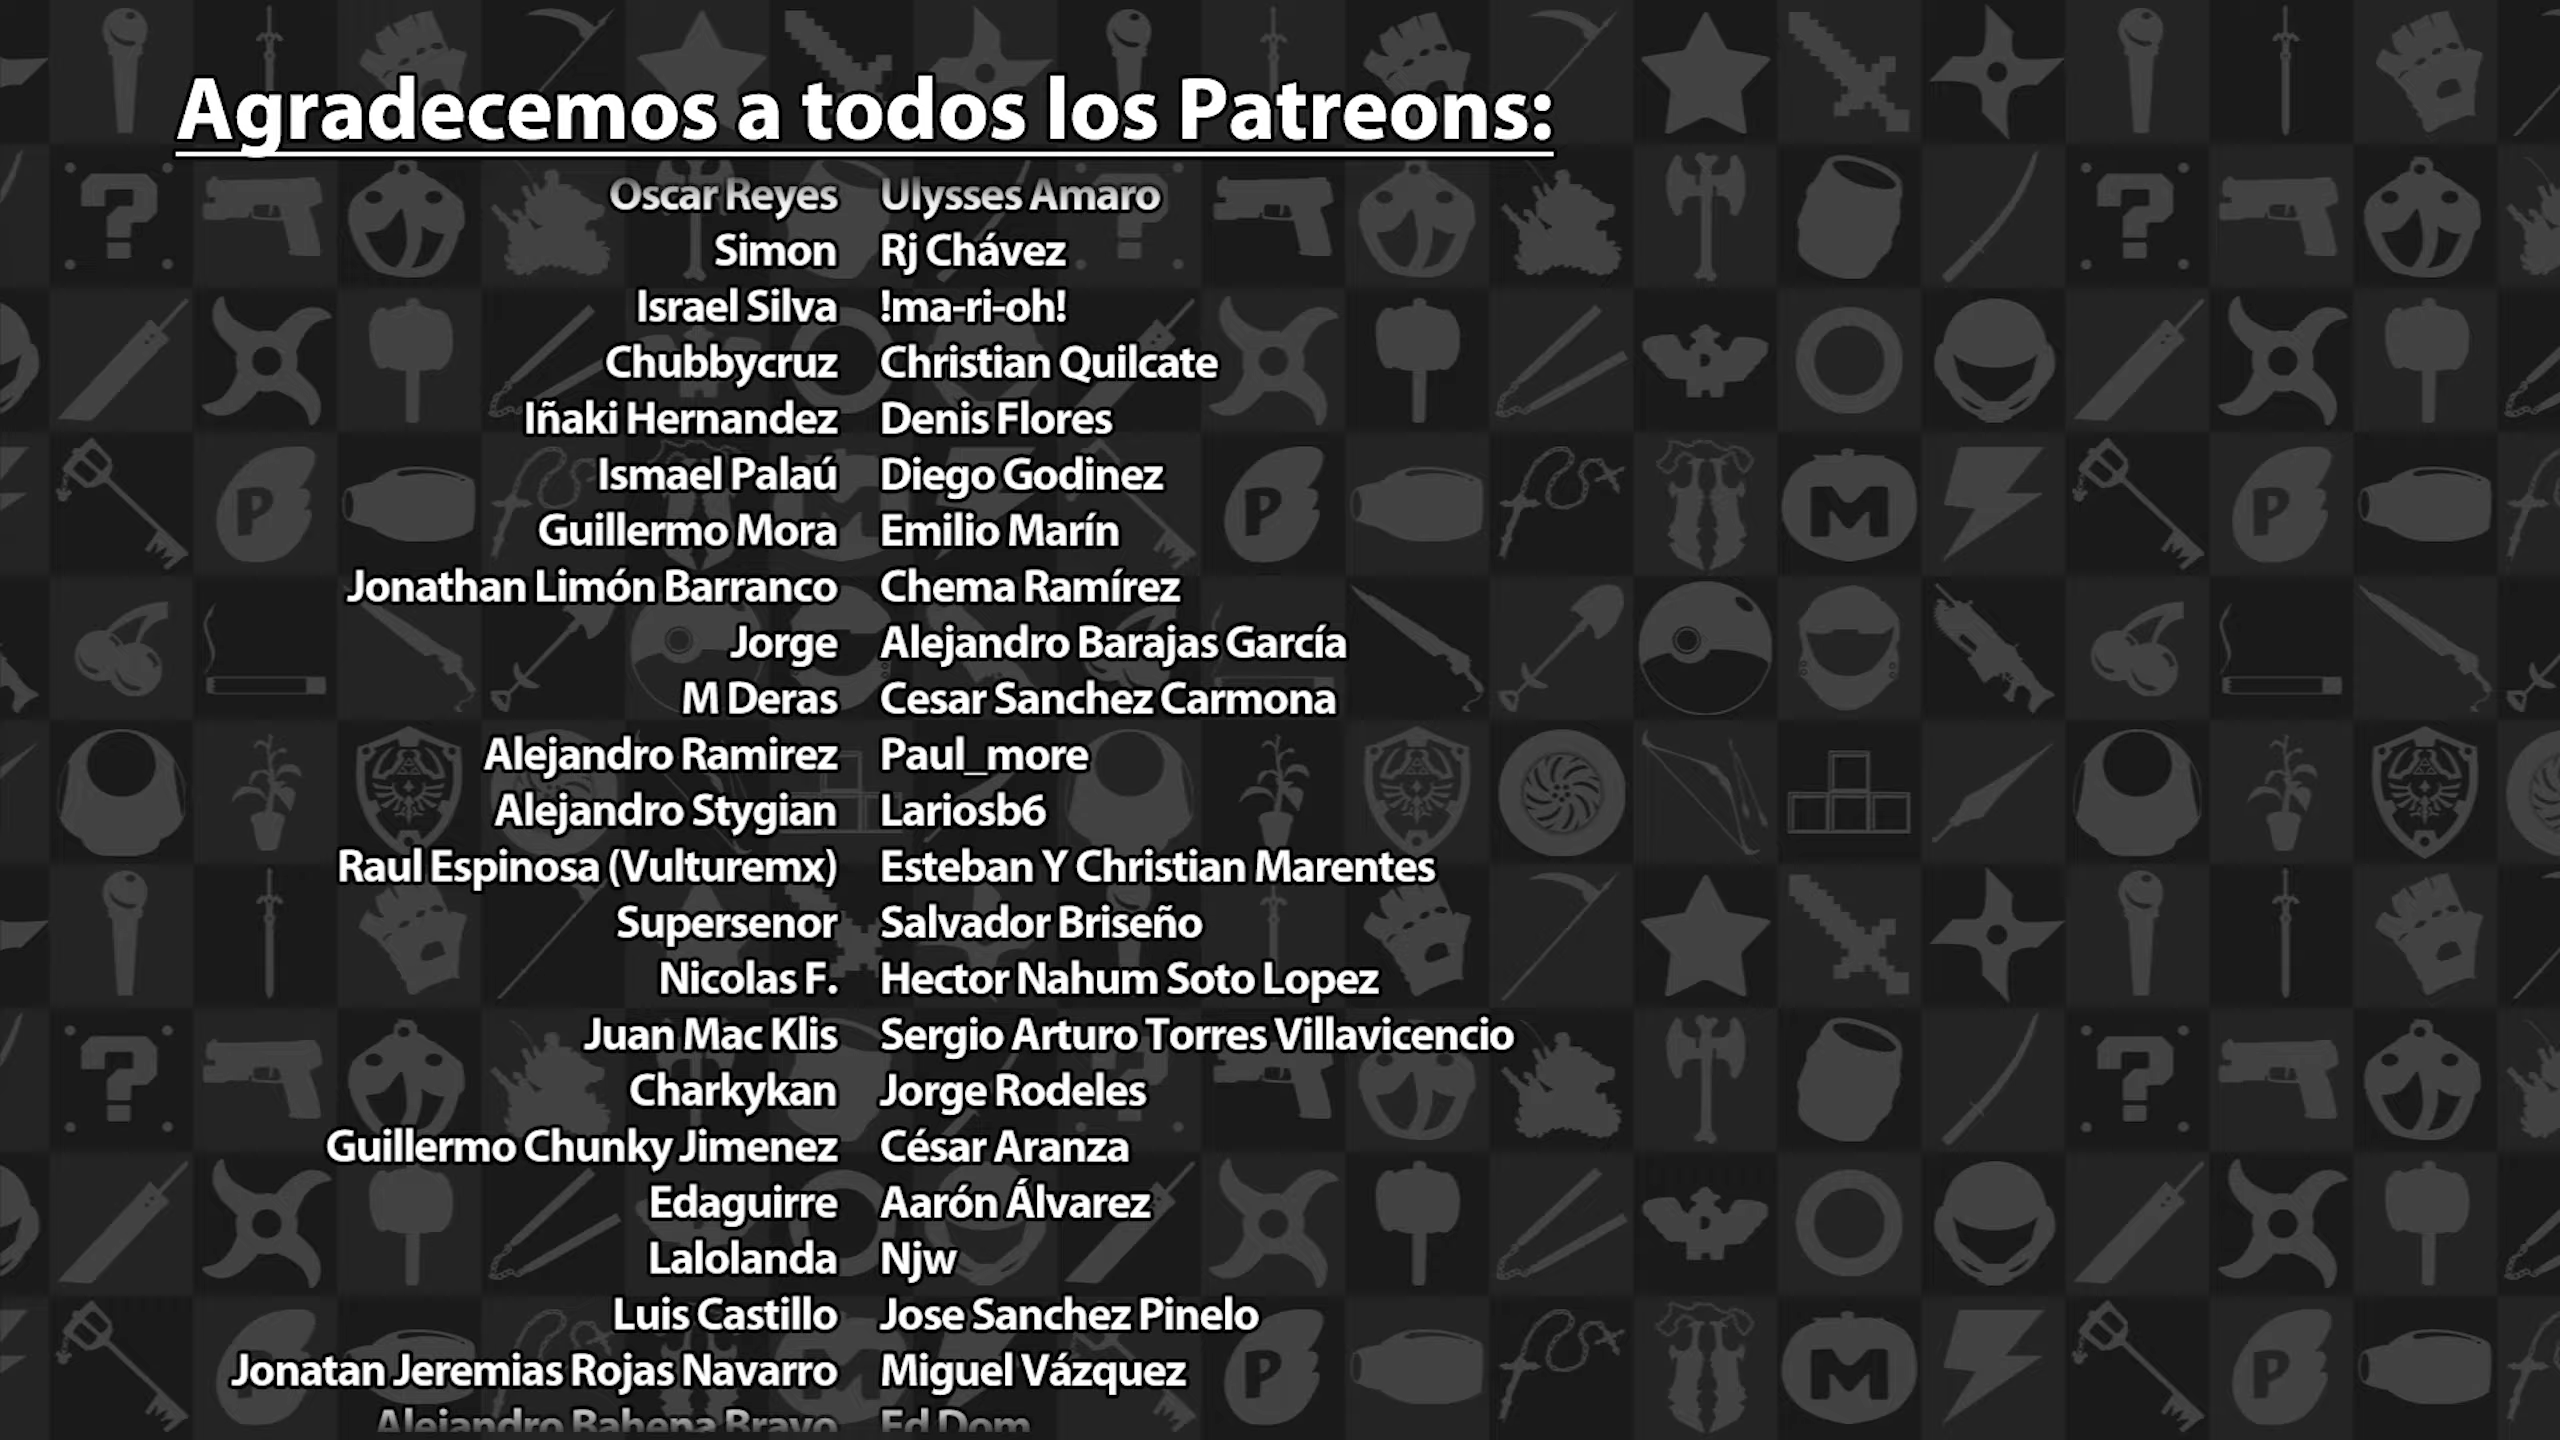 Agradecemos a todos los Patreons:
Oscar Reyes Ulysses Amaro
Simon Rj Chávez
Israel Silva !ma-ri-oh!
Chubbycruz Christian Quilcate
Iñaki Hernandez Denis Flores
Ismael Palaú Diego Godinez
Guillermo Mora Emilio Marín
Jonathan Limón Barranco Chema Ramírez
Jorge Alejandro Barajas García
M Deras Cesar Sanchez Carmona
Alejandro Ramirez Paul_more
Alejandro Stygian Lariosb6
Raul Espinosa (Vulturemx) Esteban Y Christian Marentes
Supersenor Salvador Briseño
Nicolas F. Hector Nahum Soto Lopez
Juan Mac Klis Sergio Arturo Torres Villavicencio
Charkykan Jorge Rodeles
Guillermo Chunky Jimenez César Aranza
Edaguirre Aarón Álvarez
Lalolanda Njw
Luis Castillo Jose Sanchez Pinelo
Jonatan Jeremias Rojas Navarro Miguel Vázquez
Alejandro Bahena Bravo Ed Dom